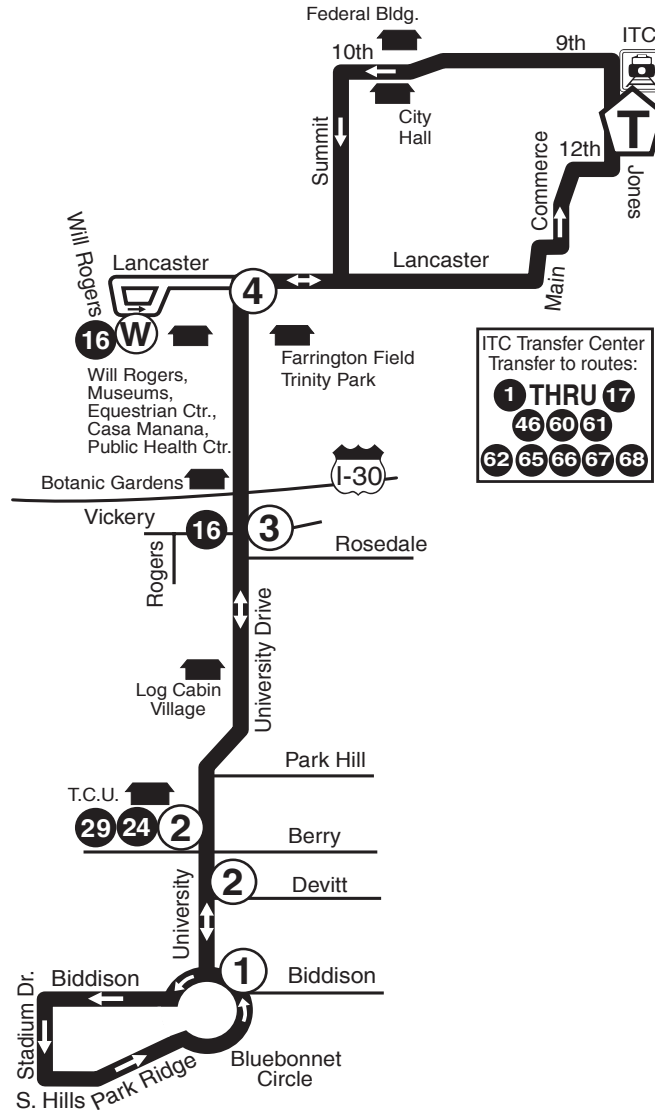 Federal Bldg.
10th
9th
ITC
City
Hall
Summit
Commerce
12th
T
Jones
Will Rogers
Lancaster
Lancaster
Main
4
16
W
Will Rogers,
Museums,
Equestrian Ctr.,
Casa Manana,
Public Health Ctr.
Farrington Field
Trinity Park
ITC Transfer Center
Transfer to routes:
1 THRU 17
46 60 61
62 65 66 67 68
Botanic Gardens
I-30
Vickery
16
3
Rogers
Rosedale
University Drive
Log Cabin
Village
Park Hill
T.C.U.
29 24 2
Berry
2
Devitt
University
1
Biddison
Biddison
Stadium Dr.
Bluebonnet
Circle
S. Hills
Park Ridge